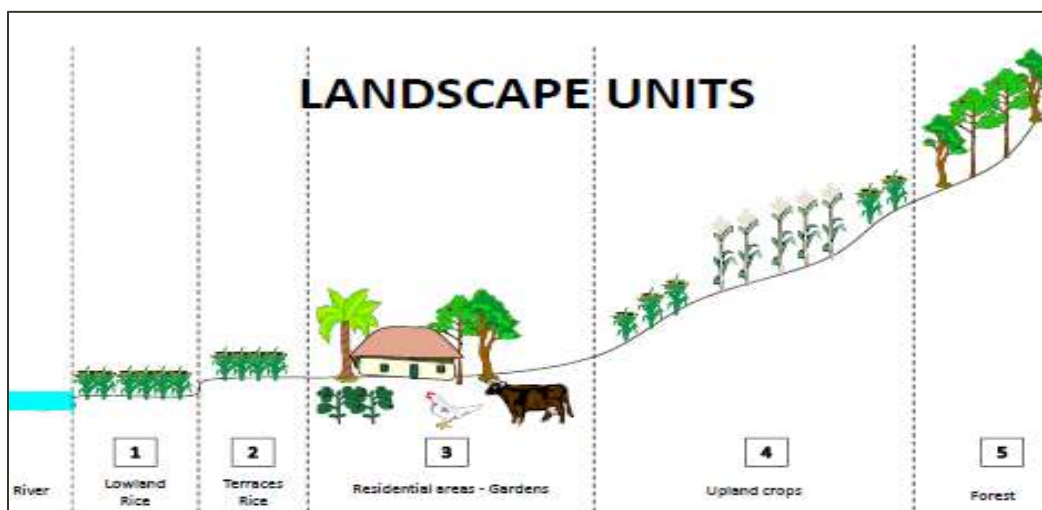 LANDSCAPE UNITS
1
2
3
4
5
River
Lowland
Rice
Terraces
Rice
Residential areas - Gardens
Upland crops
Forest